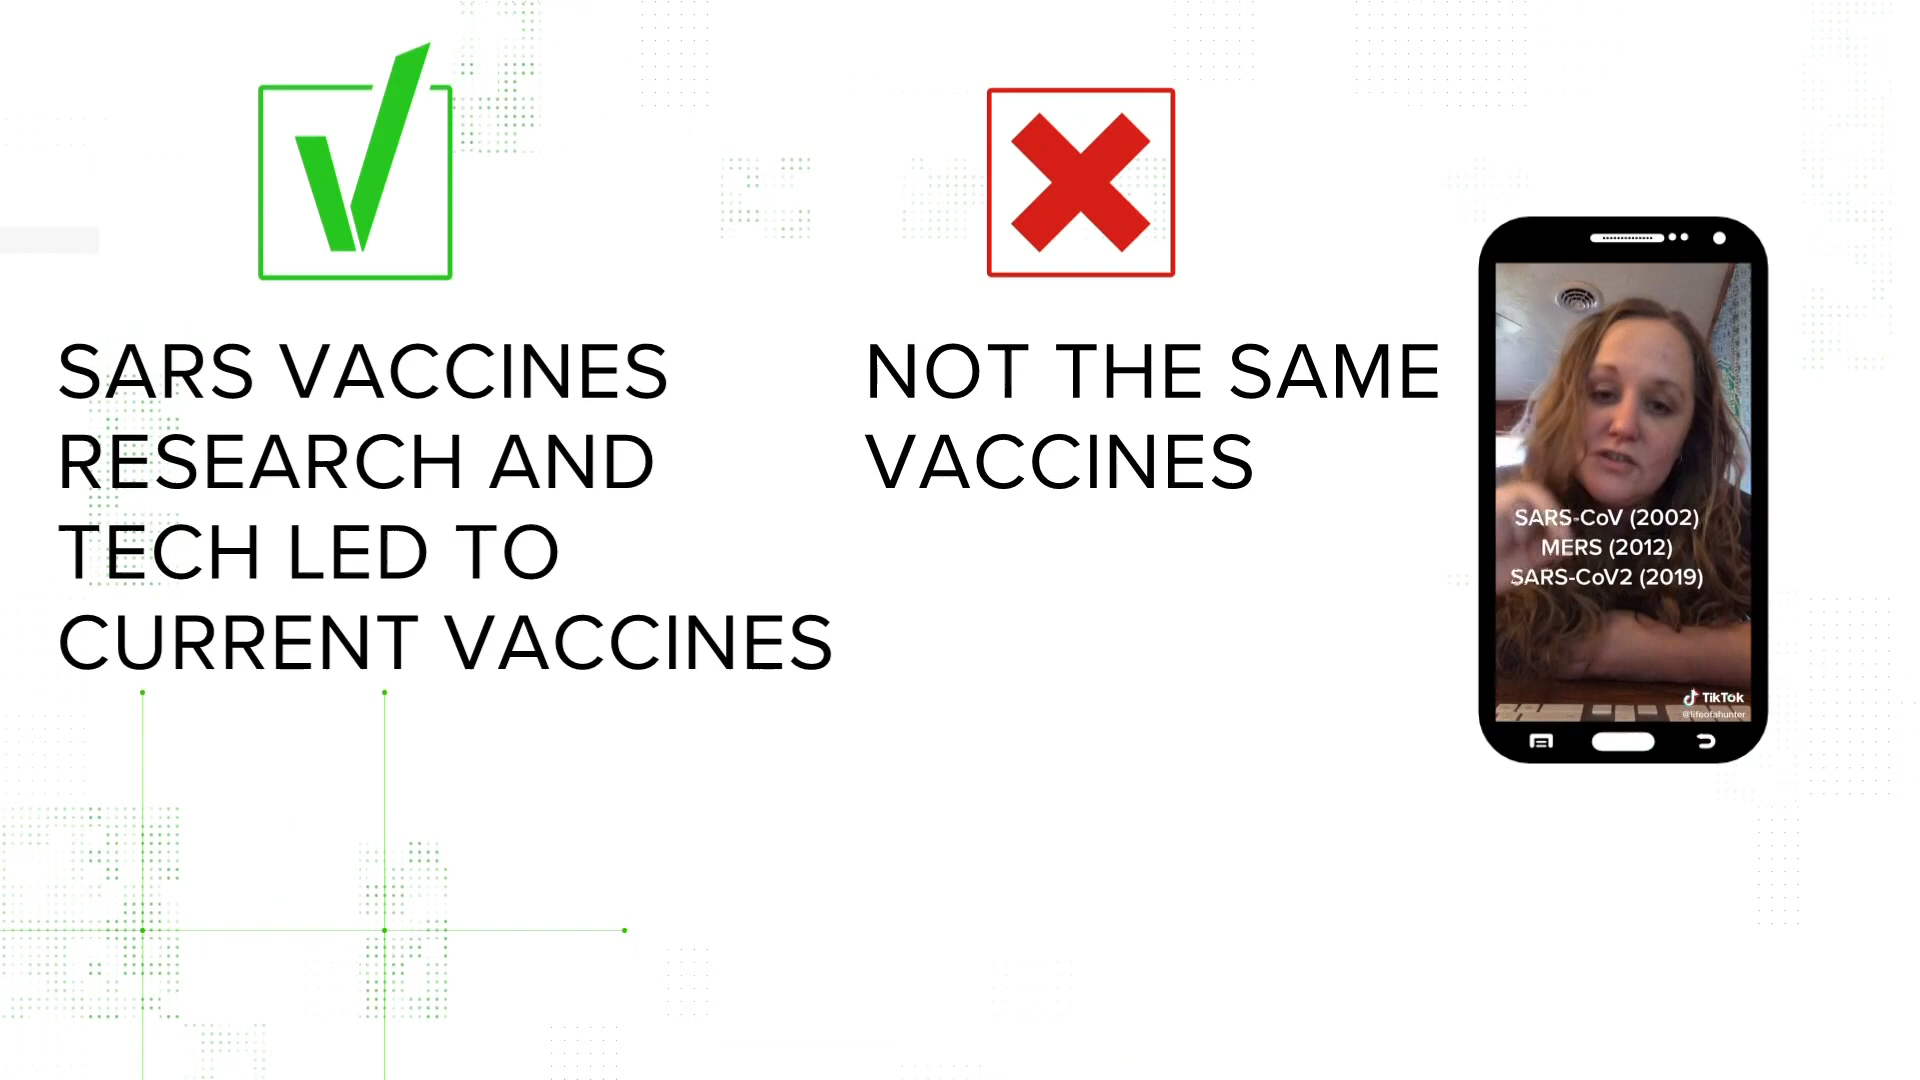 SARS VACCINES
RESEARCH AND
TECH LED TO
CURRENT VACCINES
NOT THE SAME
VACCINES
SARS-CoV (2002)
MERS (2012)
SARS-CoV2 (2019)
TikTok
@lifeofahunter